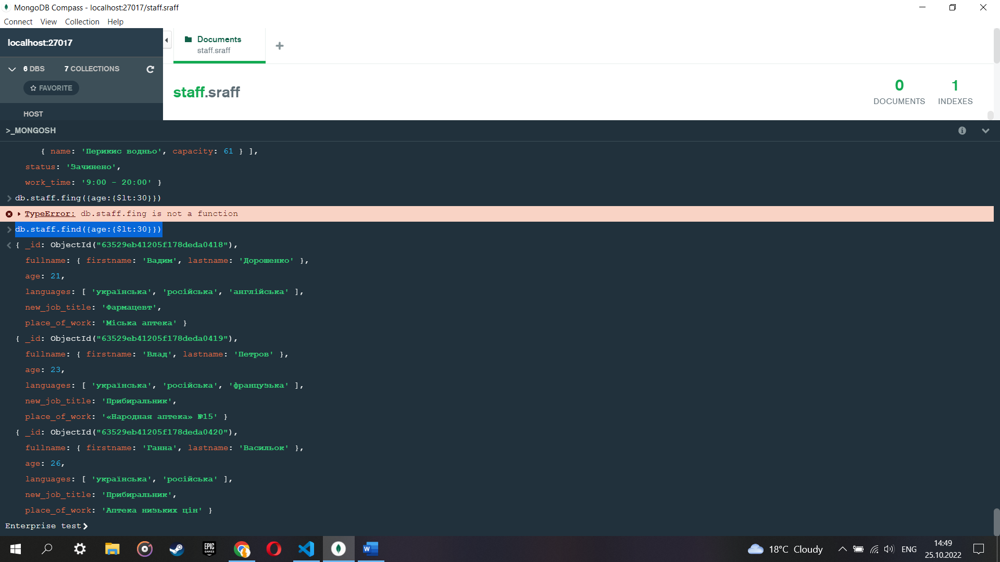 MongoDB Compass - localhost:27017/staff.sraff
Connect View Collection Help
localhost:27017
Documents
staff.sraff
6 DBS 7 COLLECTIONS
FAVORITE
staff.sraff
0
DOCUMENTS
1
INDEXES
HOST
>_MONGOSH
{ name: 'Перикис водньо', capacity: 61 } ],
status: 'Зачинено',
work_time: '9:00 - 20:00' }
db.staff.fing({age:{$lt:30}})
TypeError: db.staff.fing is not a function
db.staff.find({age:{$lt:30}})
{ _id: ObjectId("63529eb41205f178deda0418"),
fullname: { firstname: 'Вадим', lastname: 'Дорошенко' },
age: 21,
languages: [ 'українська', 'російська', 'англійська' ],
new_job_title: 'Фармацевт',
place_of_work: 'Міська аптека' }
{ _id: ObjectId("63529eb41205f178deda0419"),
fullname: { firstname: 'Влад', lastname: 'Петров' },
age: 23,
languages: [ 'українська', 'російська', 'французька' ],
new_job_title: 'Прибиральник',
place_of_work: '«Народная аптека» №15' }
{ _id: ObjectId("63529eb41205f178deda0420"),
fullname: { firstname: 'Ганна', lastname: 'Васильок' },
age: 26,
languages: [ 'українська', 'російська' ],
new_job_title: 'Прибиральник',
place_of_work: 'Аптека низьких цін' }
Enterprise test>
EPIC GAMES
W
18°C Cloudy
ENG
14:49
25.10.2022